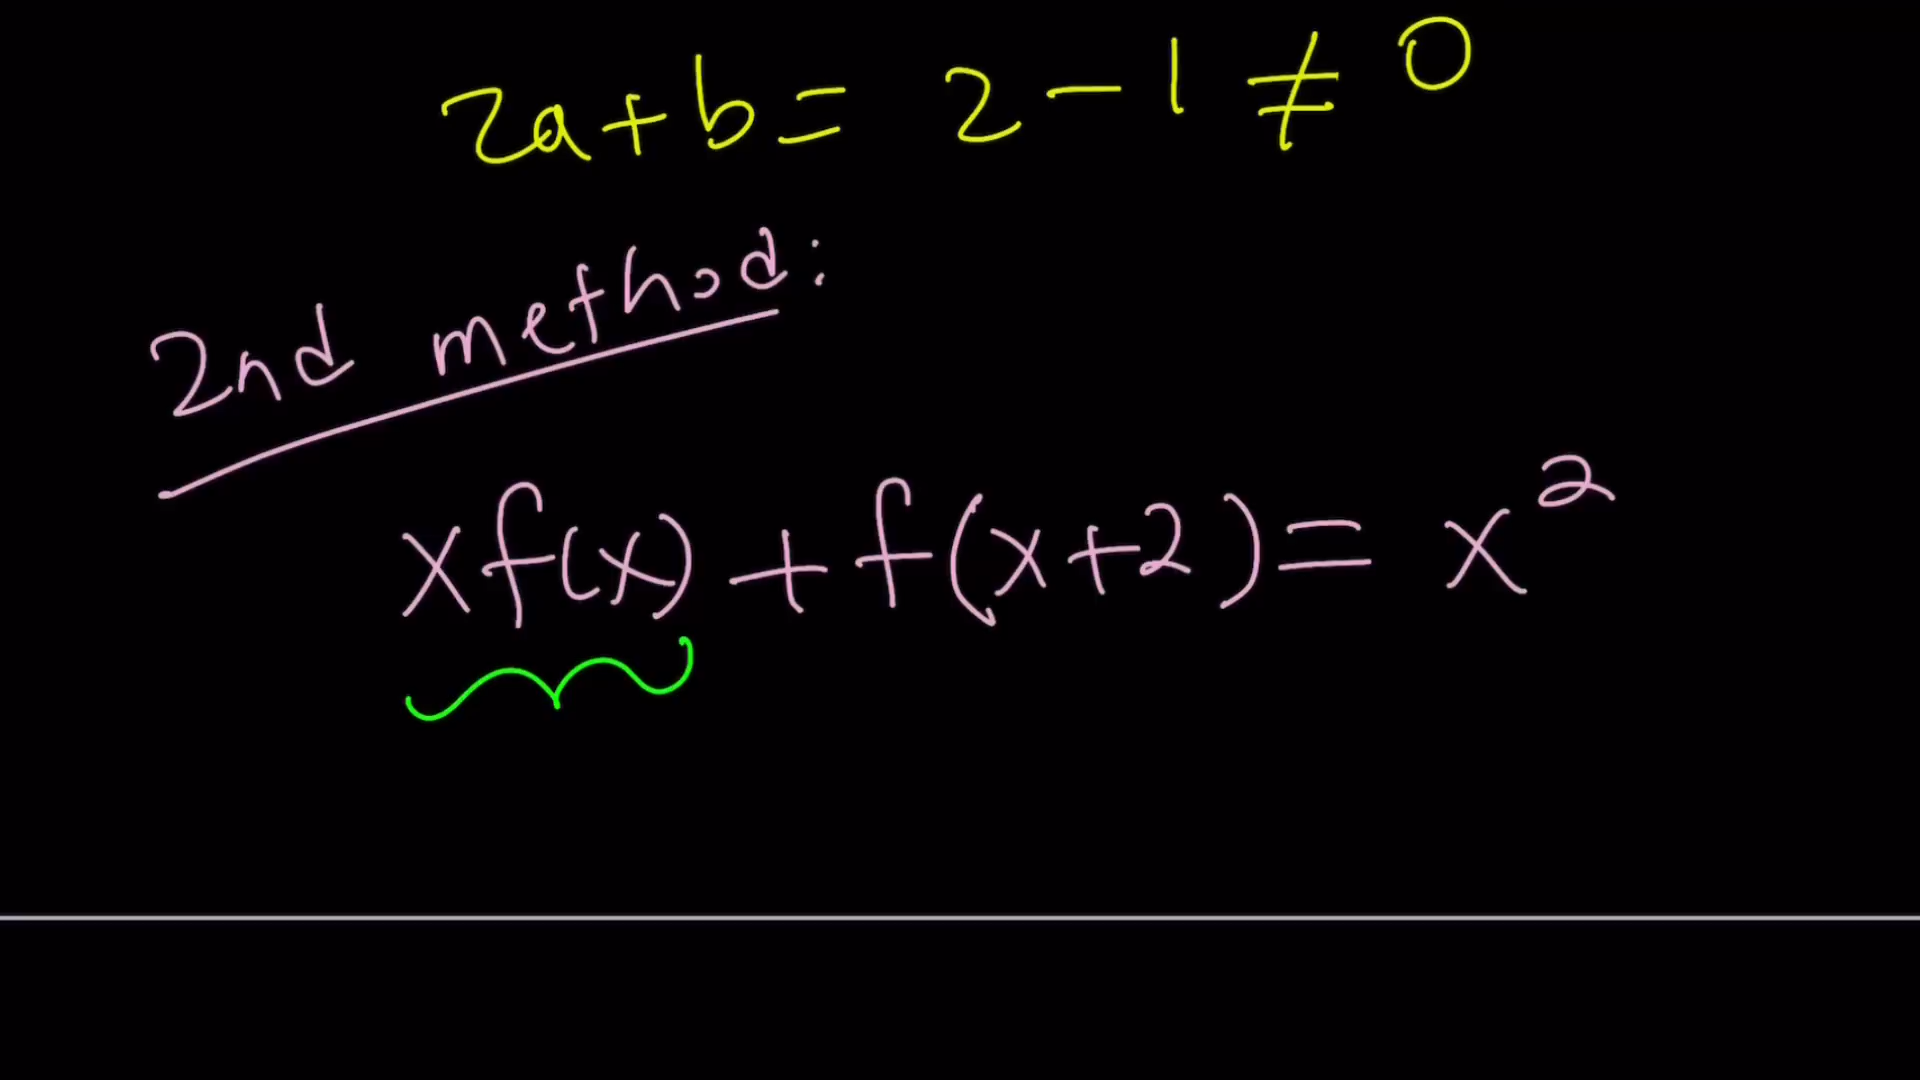 2a+b = 2 - 1 ≠ 0
2nd method:
xf(x) + f(x+2) = x²